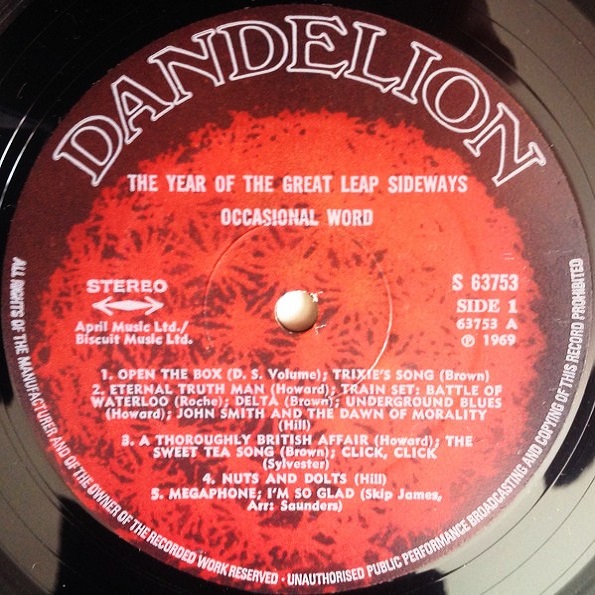 DANDELION
THE YEAR OF THE GREAT LEAP SIDEWAYS
OCCASIONAL WORD
STEREO
April Music Ltd./
Biscuit Music Ltd.
S 63753
SIDE 1
63753 A
℗ 1969
1. OPEN THE BOX (D. S. Volume); TRIXIE'S SONG (Brown)
2. ETERNAL TRUTH MAN (Howard); TRAIN SET: BATTLE OF
WATERLOO (Roche); DELTA (Brown); UNDERGROUND BLUES
(Howard); JOHN SMITH AND THE DAWN OF MORALITY
(Hill)
3. A THOROUGHLY BRITISH AFFAIR (Howard); THE
SWEET TEA SONG (Brown); CLICK, CLICK
(Sylvester)
4. NUTS AND DOLTS (Hill)
5. MEGAPHONE; I'M SO GLAD (Skip James,
Arr: Saunders)
ALL RIGHTS OF THE MANUFACTURER AND OF THE OWNER OF THE RECORDED WORK RESERVED · UNAUTHORISED PUBLIC PERFORMANCE BROADCASTING AND COPYING OF THIS RECORD PROHIBITED